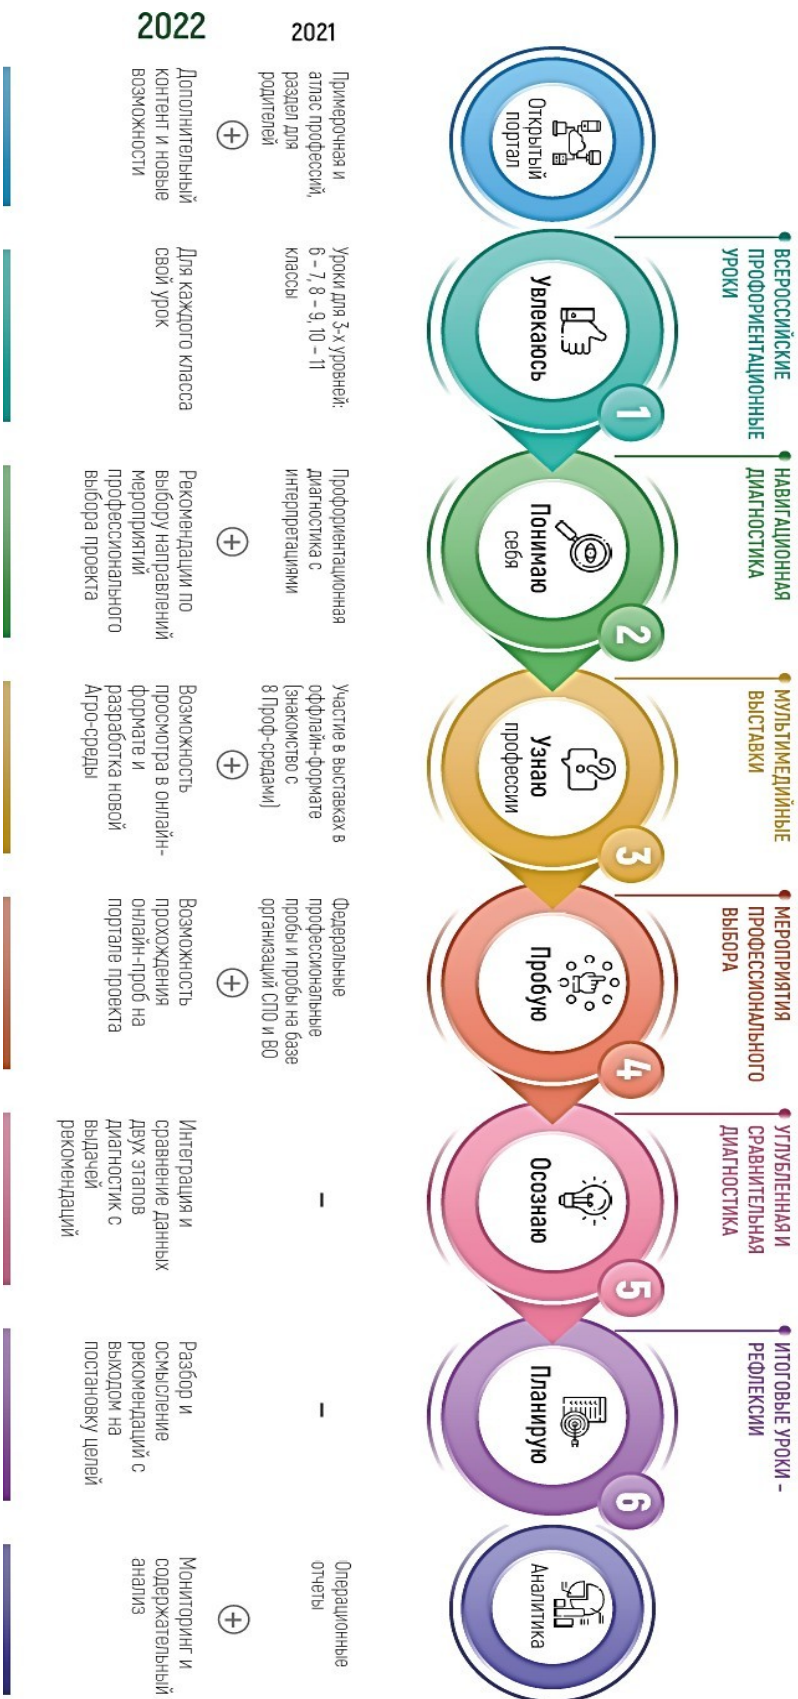 ВСЕРОССИЙСКИЕ
ПРОФОРИЕНТАЦИОННЫЕ
УРОКИ
НАВИГАЦИОННАЯ
ДИАГНОСТИКА
МУЛЬТИМЕДИЙНЫЕ
ВЫСТАВКИ
МЕРОПРИЯТИЯ
ПРОФЕССИОНАЛЬНОГО
ВЫБОРА
УГЛУБЛЕННАЯ И
СРАВНИТЕЛЬНАЯ
ДИАГНОСТИКА
ИТОГОВЫЕ УРОКИ –
РЕФЛЕКСИИ
Открытый
портал
Увлекаюсь
1
Понимаю
себя
2
Узнаю
профессии
3
Пробую
4
Осознаю
5
Планирую
6
Аналитика
2021
Примерочная и
атлас профессий,
раздел для
родителей
Уроки для 3-х уровней:
6 – 7, 8 – 9, 10 – 11
классы
Профориентационная
диагностика с
интерпретациями
Участие в выставках в
оффлайн-формате
(знакомство с
8 Проф-средами)
Федеральные
профессиональные
пробы и пробы на базе
организаций СПО и ВО
–
–
Операционные
отчеты
+
+
+
+
+
2022
Дополнительный
контент и новые
возможности
Для каждого класса
свой урок
Рекомендации по
выбору направлений
мероприятий
профессионального
выбора проекта
Возможность
просмотра в онлайн-
формате и
разработка новой
Агро-среды
Возможность
прохождения
онлайн-проб на
портале проекта
Интеграция и
сравнение данных
двух этапов
диагностик с
выдачей
рекомендаций
Разбор и
осмысление
рекомендаций с
выходом на
постановку целей
Мониторинг и
содержательный
анализ